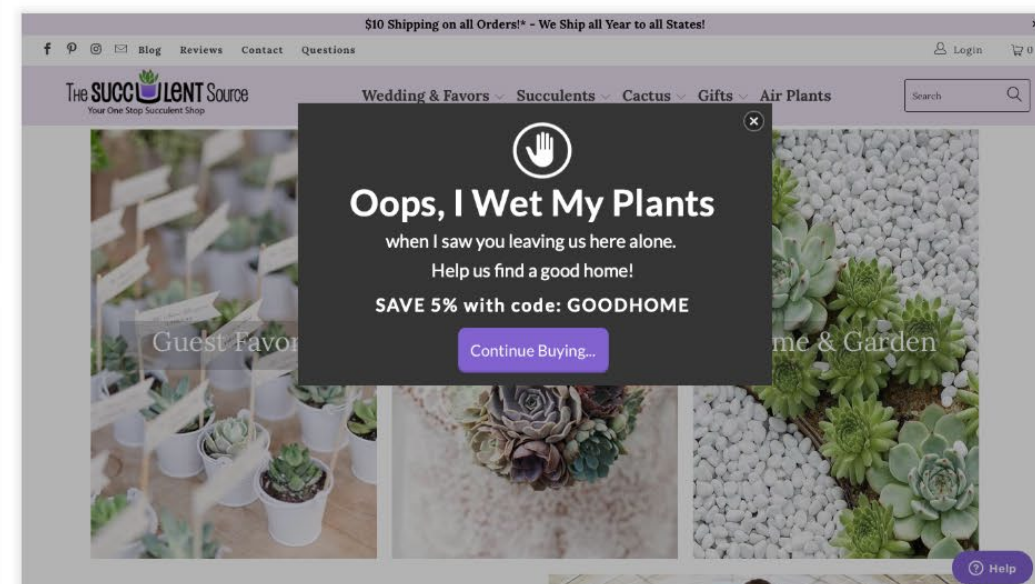 $10 Shipping on all Orders!* - We Ship all Year to all States!
Blog Reviews Contact Questions
Login 0
THE SUCCULENT SOURCE
Your One Stop Succulent Shop
Wedding & Favors Succulents Cactus Gifts Air Plants
Search
Oops, I Wet My Plants
when I saw you leaving us here alone.
Help us find a good home!
SAVE 5% with code: GOODHOME
Continue Buying...
Guest Favor
me & Garden
Help